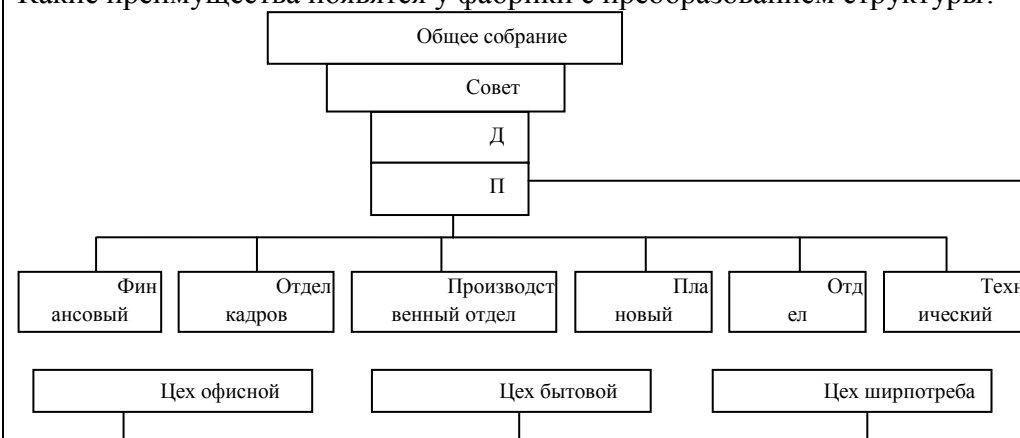 Какие преимущества появятся у фабрики с преобразованием структуры?
Общее собрание
Совет
Д
П
Фин
ансовый
Отдел
кадров
Производст
венный отдел
Пла
новый
Отд
ел
Техн
ический
Цех офисной
Цех бытовой
Цех ширпотреба